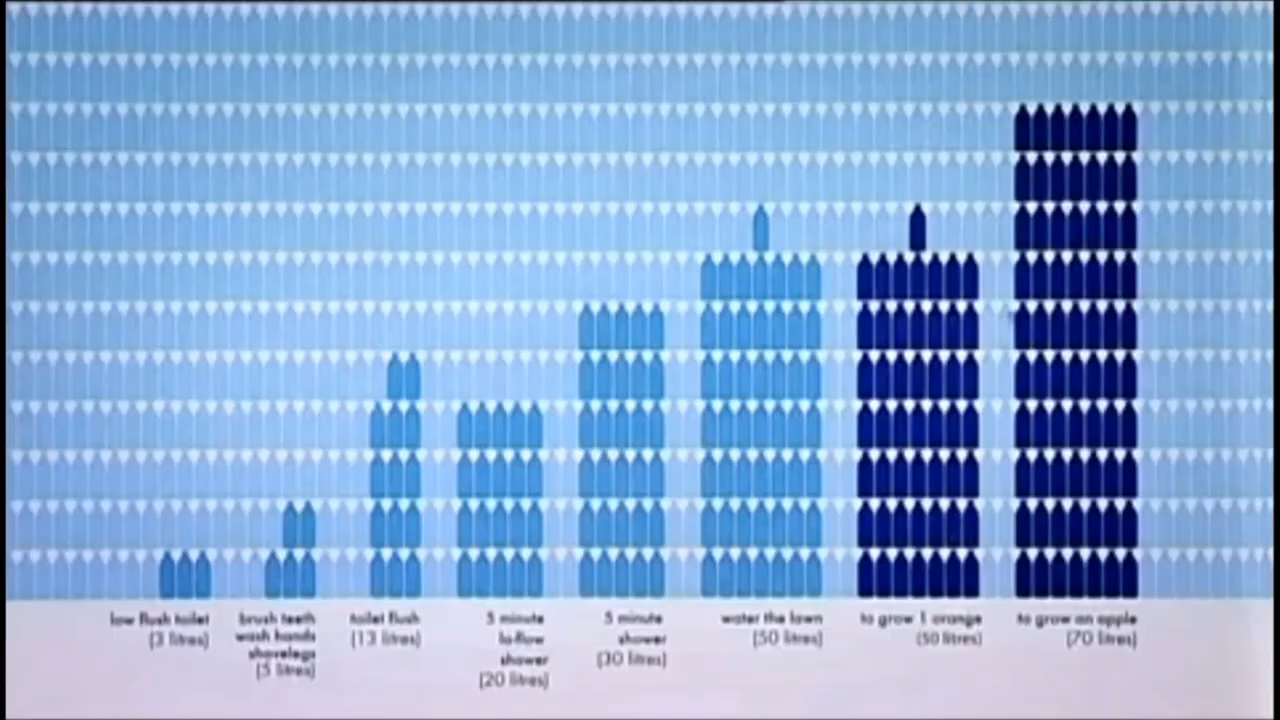 low flush toilet
(3 litres)
brush teeth
wash hands
shavelegs
(5 litres)
toilet flush
(13 litres)
5 minute
lo-flow
shower
(20 litres)
5 minute
shower
(30 litres)
water the lawn
(50 litres)
to grow 1 orange
(50 litres)
to grow an apple
(70 litres)